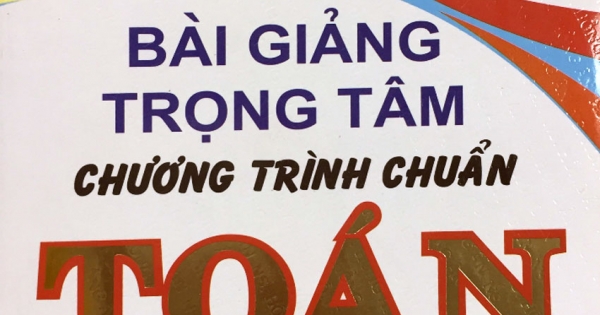 BÀI GIẢNG
TRỌNG TÂM
CHƯƠNG TRÌNH CHUẨN
TOÁN